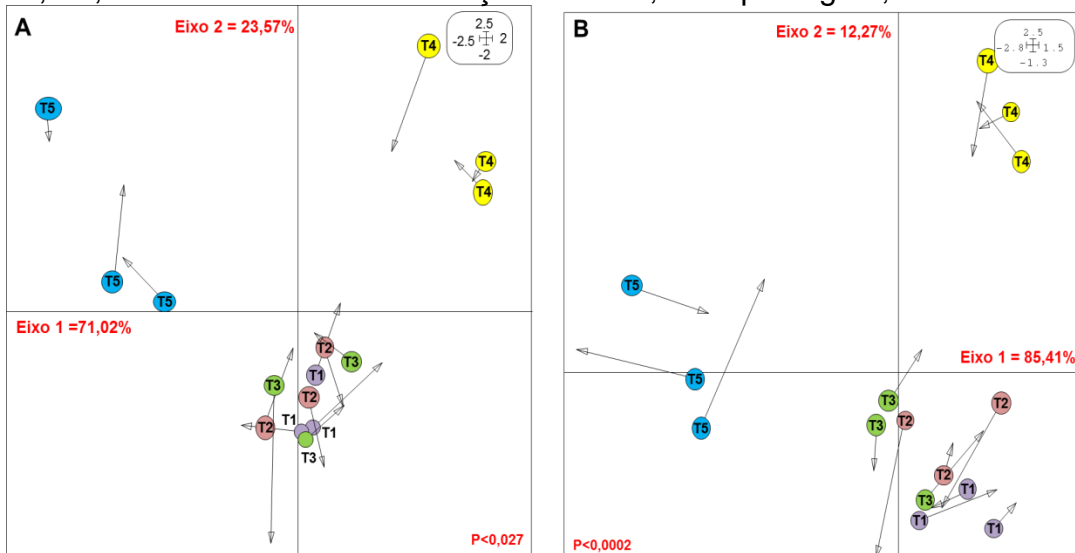 A
Eixo 2 = 23,57%
2.5
-2.5 2
-2
T4
T5
T4
T4
T5
T5
Eixo 1 =71,02%
T2
T3
T1
T3
T2
T2
T1
T1
T3
P<0,027
B
Eixo 2 = 12,27%
2.5
-2.8 1.5
-1.3
T4
T4
T4
T5
Eixo 1 = 85,41%
T5
T3
T2
T2
T3
T5
T2
T1
T3
T1
T1
P<0,0002